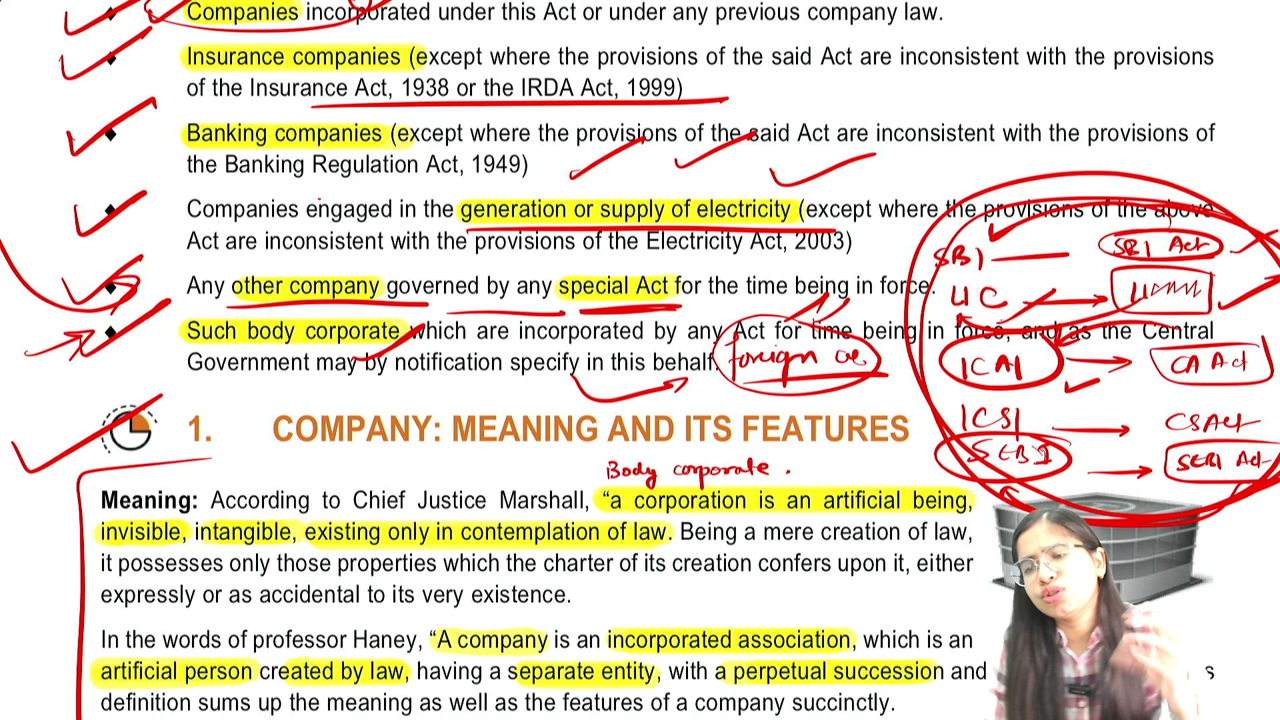 Companies incorporated under this Act or under any previous company law.
Insurance companies (except where the provisions of the said Act are inconsistent with the provisions
of the Insurance Act, 1938 or the IRDA Act, 1999)
Banking companies (except where the provisions of the said Act are inconsistent with the provisions of
the Banking Regulation Act, 1949)
Companies engaged in the generation or supply of electricity (except where the provisions of the above
Act are inconsistent with the provisions of the Electricity Act, 2003)
Any other company governed by any special Act for the time being in force.
Such body corporate which are incorporated by any Act for time being in force, and as the Central
Government may by notification specify in this behalf.
foreign co
SBI SBI Act
LIC
ICAI CA Act
ICSI CS Act
SEBI SEBI Act
1. COMPANY: MEANING AND ITS FEATURES
Body corporate.
Meaning: According to Chief Justice Marshall, “a corporation is an artificial being,
invisible, intangible, existing only in contemplation of law. Being a mere creation of law,
it possesses only those properties which the charter of its creation confers upon it, either
expressly or as accidental to its very existence.
In the words of professor Haney, “A company is an incorporated association, which is an
artificial person created by law, having a separate entity, with a perpetual succession and
definition sums up the meaning as well as the features of a company succinctly.